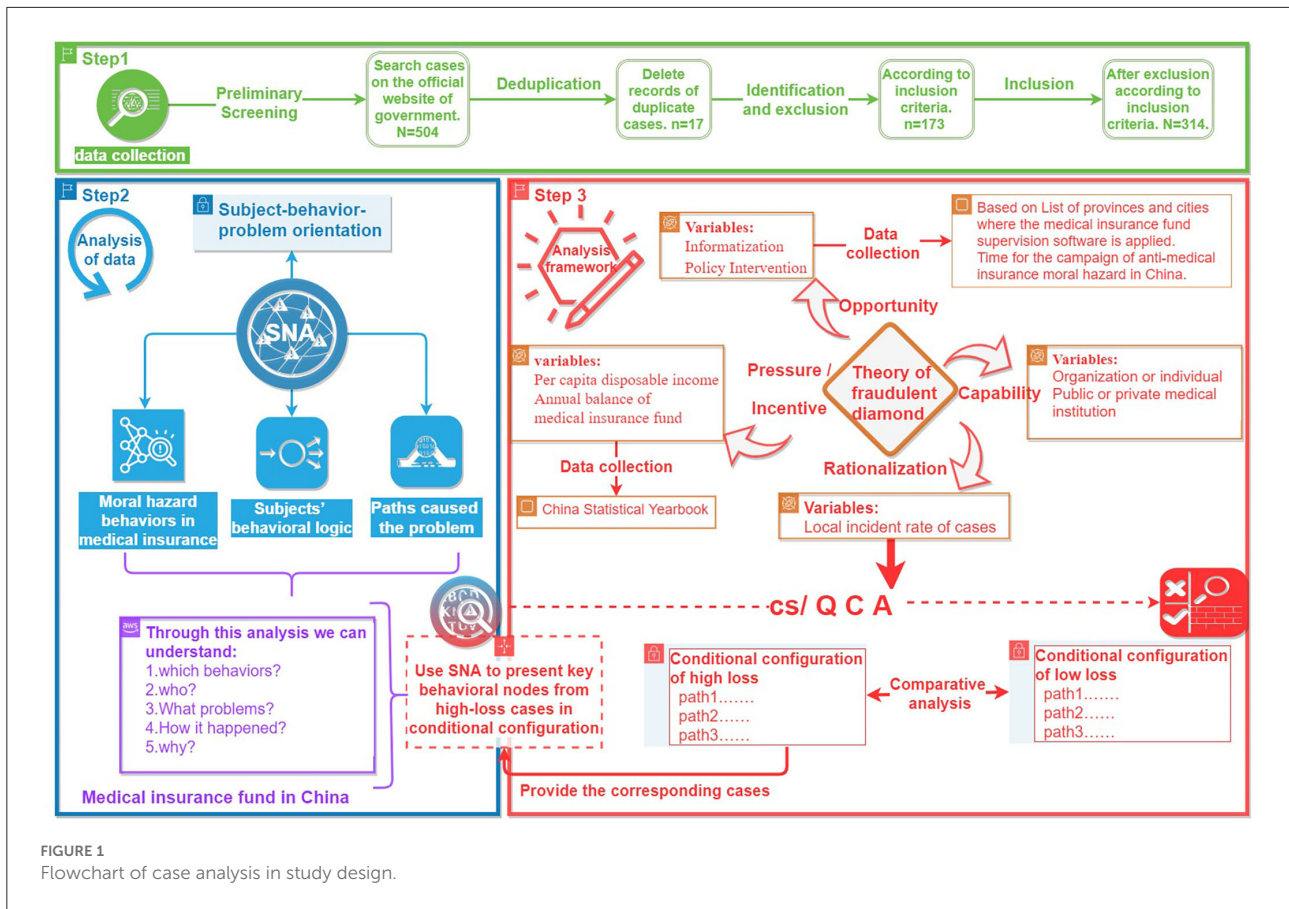 Step1
data collection
Preliminary
Screening
Search cases
on the official
website of
government.
N=504
Deduplication
Delete
records of
duplicate
cases. n=17
Identification
and exclusion
According to
inclusion
criteria.
n=173
Inclusion
After exclusion
according to
inclusion
criteria. N=314.
Step2
Analysis
of data
Subject-behavior-
problem orientation
SNA
Moral hazard
behaviors in
medical insurance
Subjects'
behavioral logic
Paths caused
the problem
aws
Through this analysis we can
understand:
1.which behaviors?
2.who?
3.What problems?
4.How it happened?
5.why?
Medical insurance fund in China
Step 3
Analysis
framework
Variables:
Informatization
Policy Intervention
Data
collection
Based on List of provinces and cities
where the medical insurance fund
supervision software is applied.
Time for the campaign of anti-medical
insurance moral hazard in China.
Opportunity
variables:
Per capita disposable income
Annual balance of
medical insurance fund
Pressure /
Incentive
Theory of
fraudulent
diamond
Capability
Variables:
Organization or individual
Public or private medical
institution
Data collection
China Statistical Yearbook
Rationalization
Variables:
Local incident rate of cases
cs/ Q C A
Use SNA to present key
behavioral nodes from
high-loss cases in
conditional configuration
Conditional configuration
of high loss
path1.......
path2......
path3......
Comparative
analysis
Conditional configuration
of low loss
path1.......
path2......
path3......
Provide the corresponding cases
FIGURE 1
Flowchart of case analysis in study design.